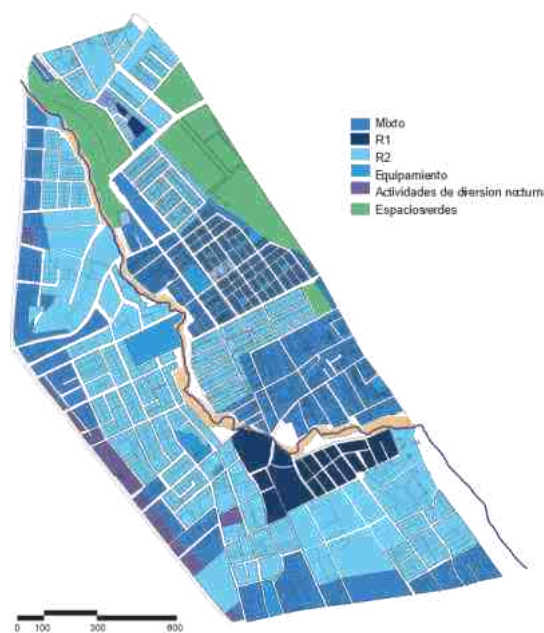 Mixto
R1
R2
Equipamiento
Actividades de diversion nocturna
Espacios verdes
0 100 300 600